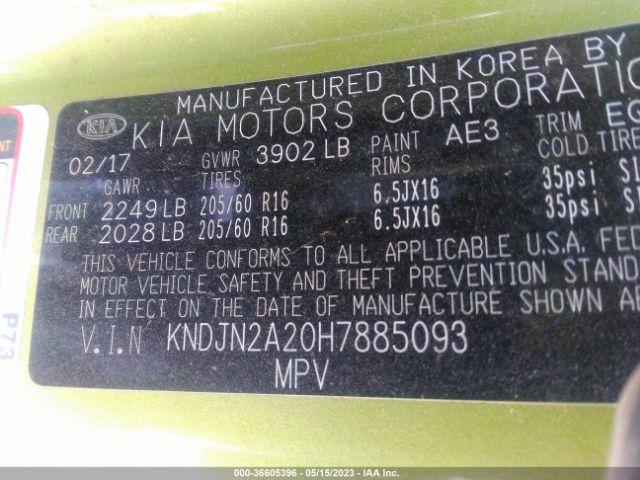 MANUFACTURED IN KOREA BY
KIA KIA MOTORS CORPORATIO
02/17 GVWR 3902 LB PAINT AE3 TRIM EC
GAWR TIRES RIMS COLD TIRE
FRONT 2249 LB 205/60 R16 6.5JX16 35psi
REAR 2028 LB 205/60 R16 6.5JX16 35psi
THIS VEHICLE CONFORMS TO ALL APPLICABLE U.S.A. FED
MOTOR VEHICLE SAFETY AND THEFT PREVENTION STAND
IN EFFECT ON THE DATE OF MANUFACTURE SHOWN
V.I.N KNDJN2A20H7885093
MPV
P73
000-36605396 - 05/15/2023 - IAA Inc.